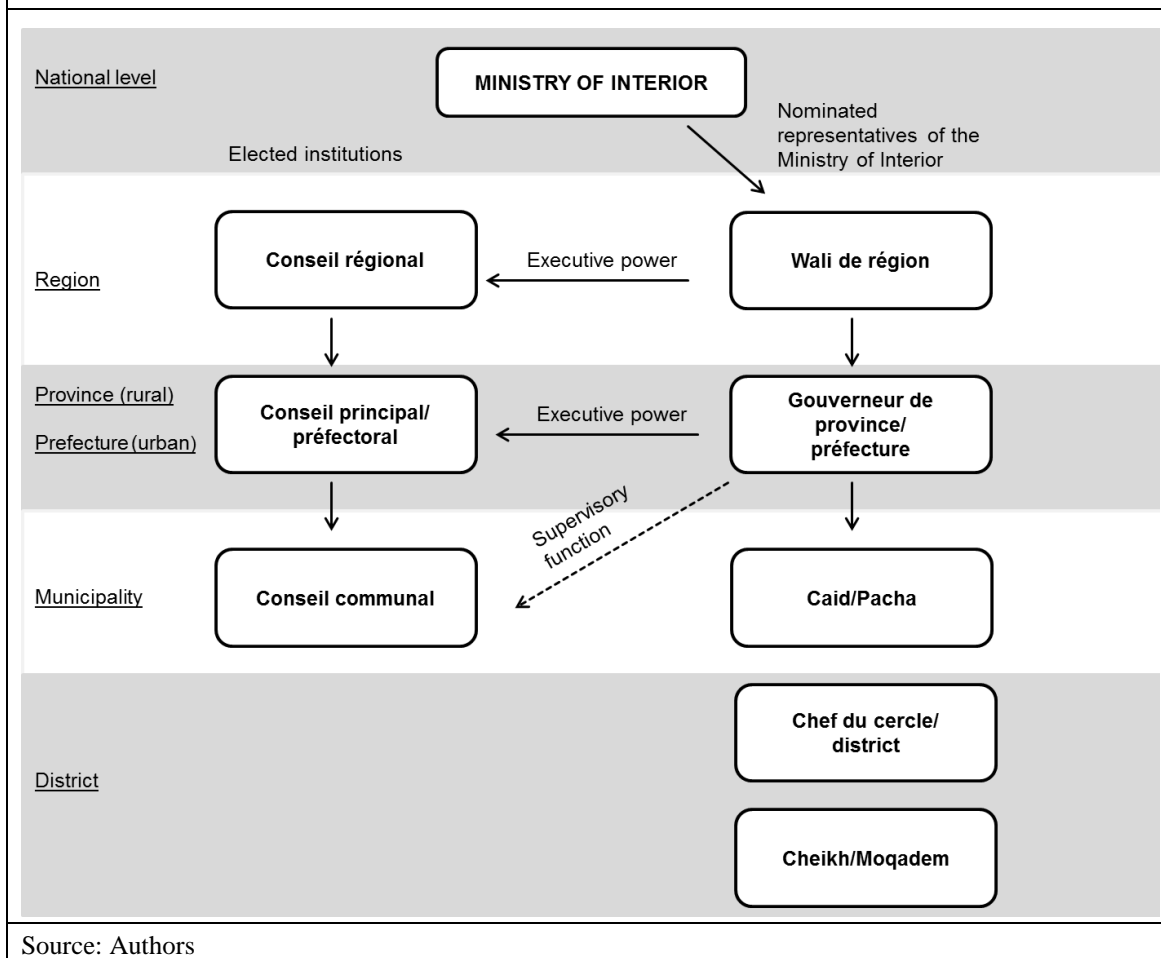 National level
MINISTRY OF INTERIOR
Nominated
representatives of the
Ministry of Interior
Elected institutions
Region
Conseil régional
Executive power
Wali de région
Province (rural)
Prefecture (urban)
Conseil principal/
préfectoral
Executive power
Gouverneur de
province/
préfecture
Supervisory
function
Municipality
Conseil communal
Caid/Pacha
District
Chef du cercle/
district
Cheikh/Moqadem
Source: Authors